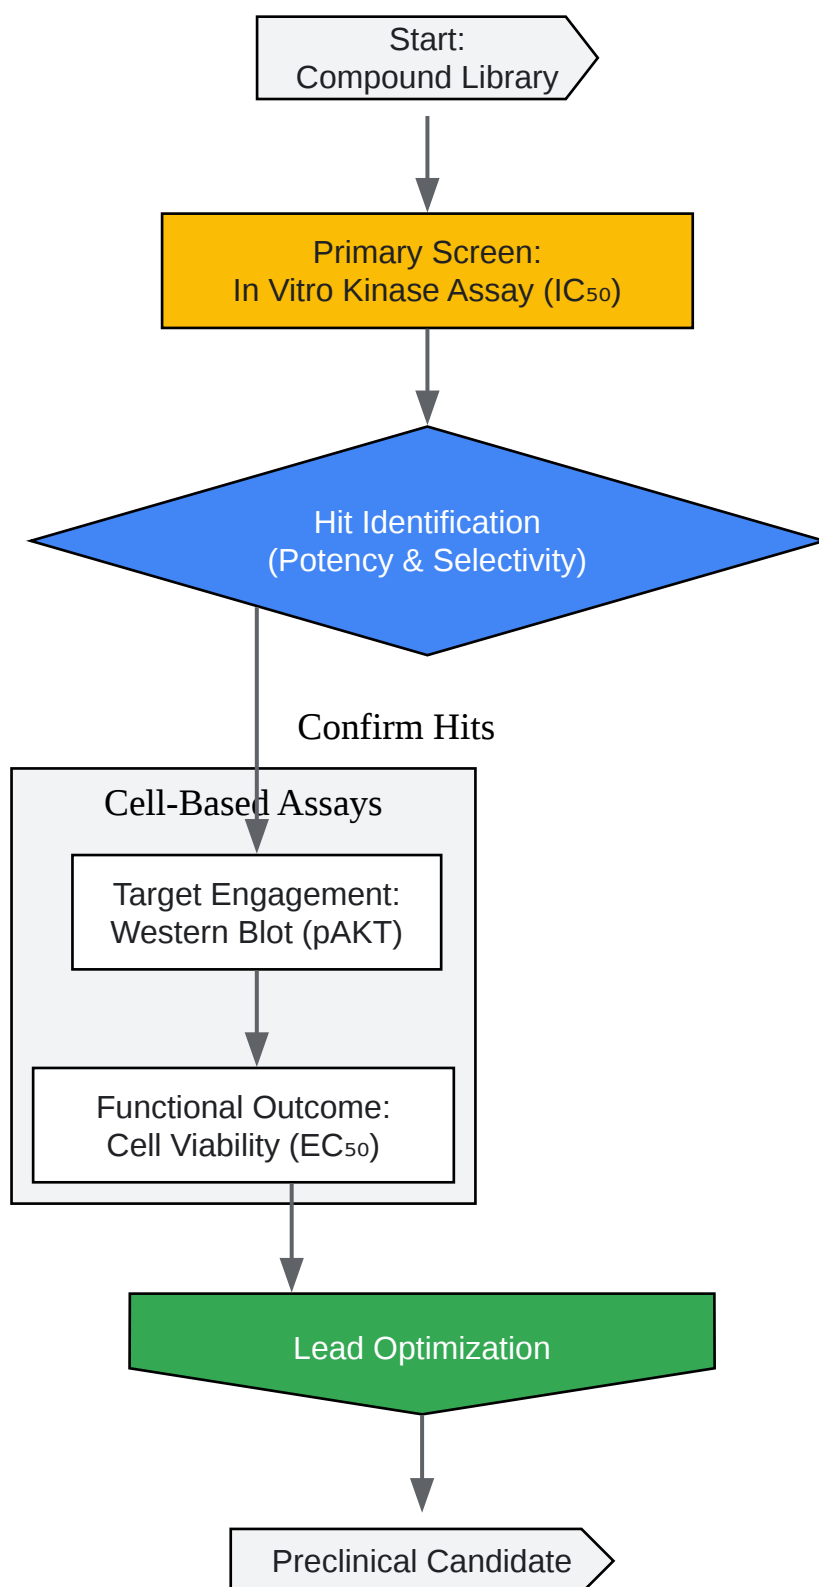 Start:
Compound Library
Primary Screen:
In Vitro Kinase Assay (IC₅₀)
Hit Identification
(Potency & Selectivity)
Confirm Hits
Cell-Based Assays
Target Engagement:
Western Blot (pAKT)
Functional Outcome:
Cell Viability (EC₅₀)
Lead Optimization
Preclinical Candidate